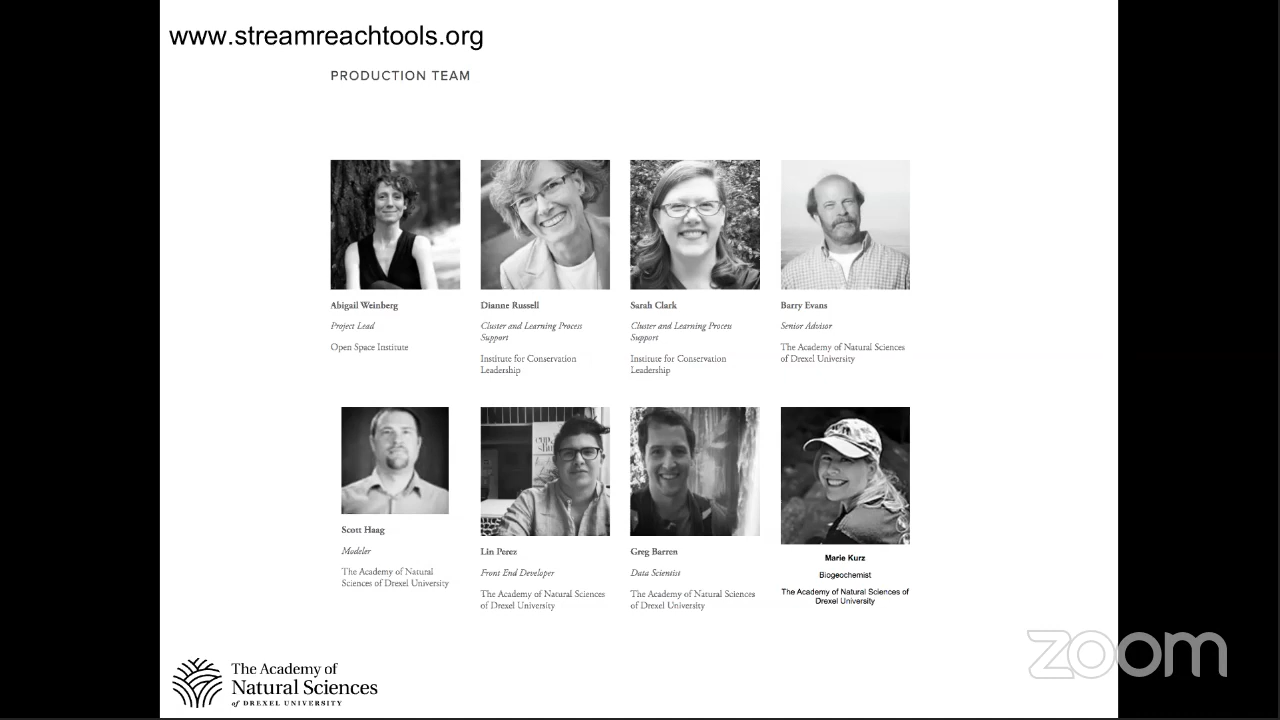 www.streamreachtools.org
PRODUCTION TEAM
Abigail Weinberg
Project Lead
Open Space Institute
Dianne Russell
Cluster and Learning Process
Support
Institute for Conservation
Leadership
Sarah Clark
Cluster and Learning Process
Support
Institute for Conservation
Leadership
Barry Evans
Senior Advisor
The Academy of Natural Sciences
of Drexel University
Scott Haag
Modeler
The Academy of Natural
Sciences of Drexel University
Lin Perez
Front End Developer
The Academy of Natural Sciences
of Drexel University
Greg Barren
Data Scientist
The Academy of Natural Sciences
of Drexel University
Marie Kurz
Biogeochemist
The Academy of Natural Sciences of
Drexel University
The Academy of
Natural Sciences
of DREXEL UNIVERSITY
zoom